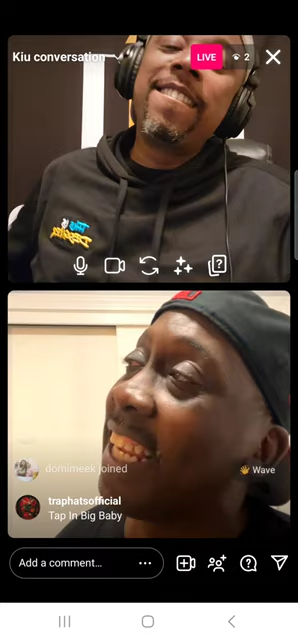 Kiu conversation
LIVE
2
domimeek joined
👋 Wave
traphatsofficial
Tap In Big Baby
Add a comment...